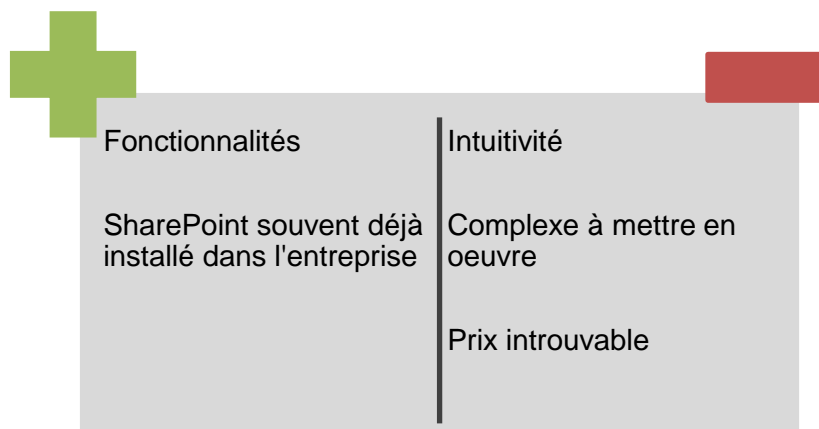 Fonctionnalités
SharePoint souvent déjà
installé dans l'entreprise
Intuitivité
Complexe à mettre en
oeuvre
Prix introuvable